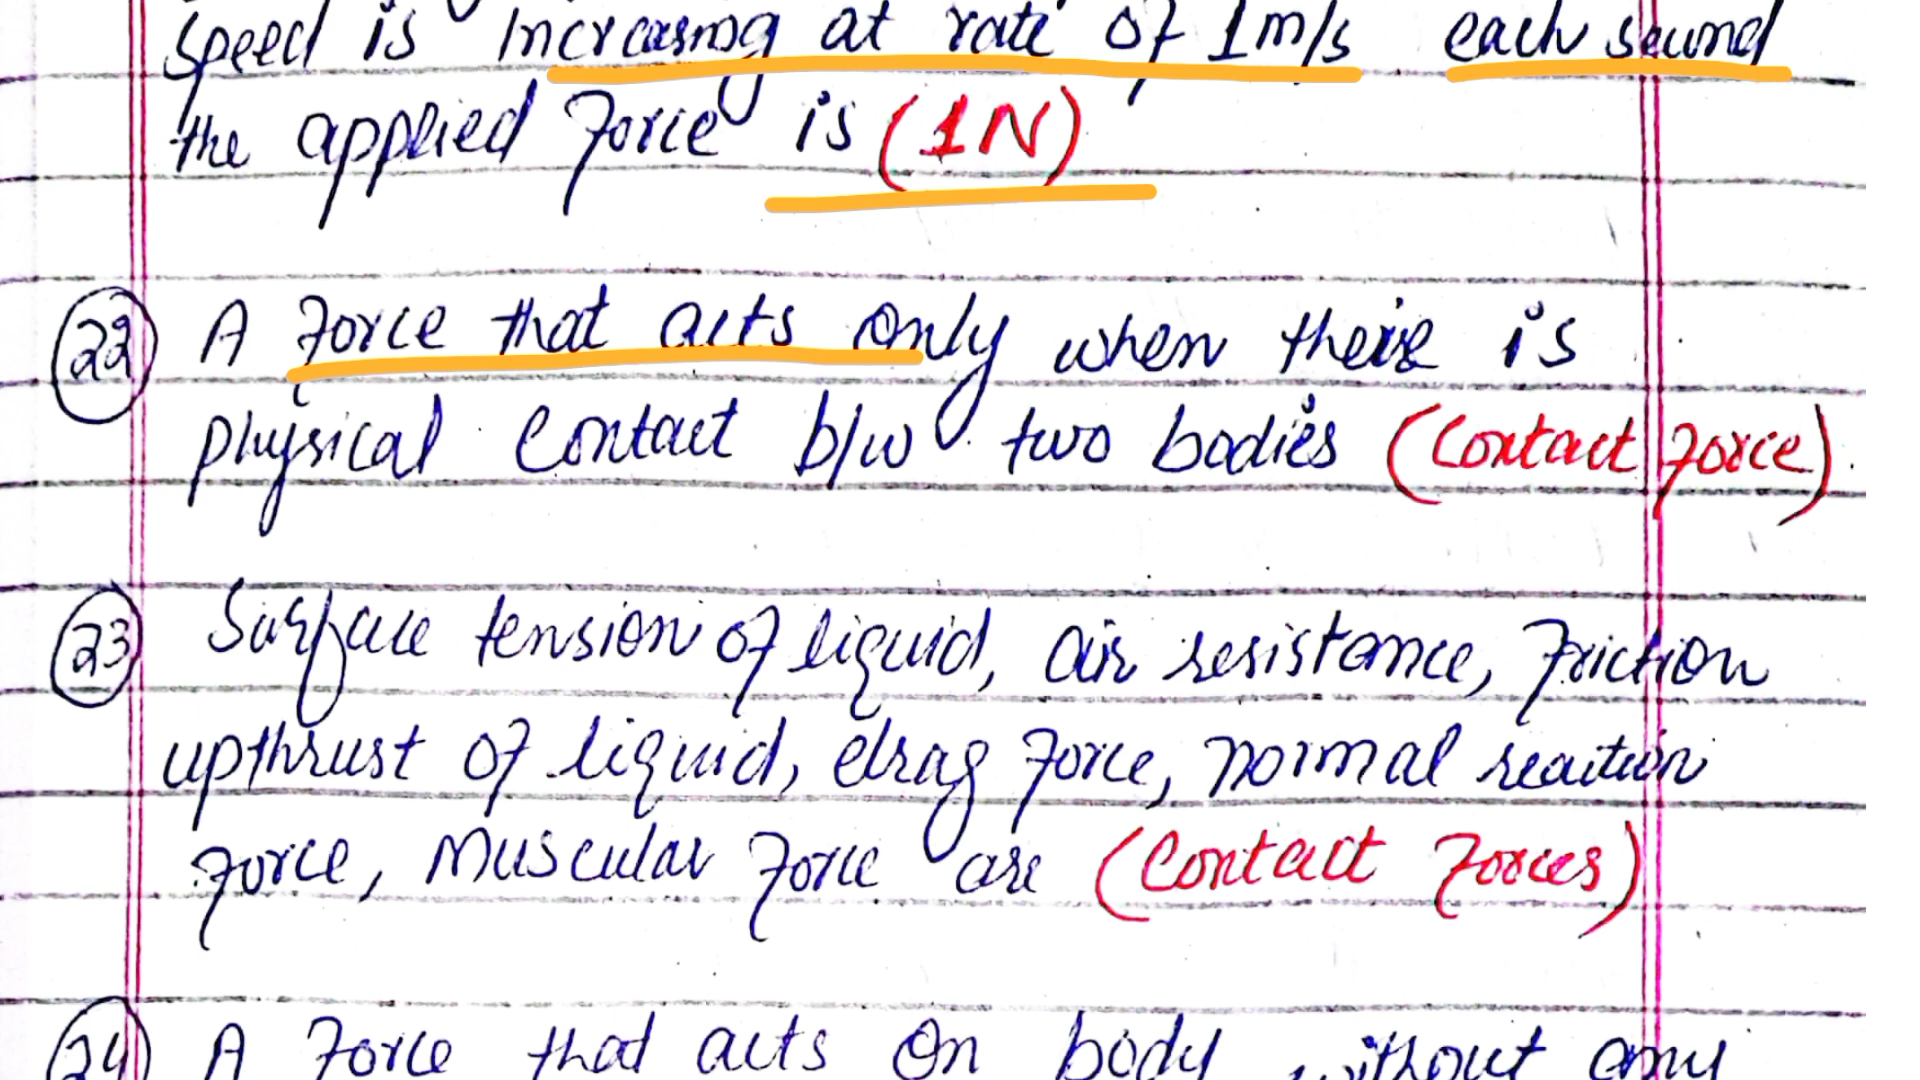 speed is increasing at rate of 1m/s each second
the applied force is (1N)
22 A force that acts only when there is
physical contact b/w two bodies (Contact force).
23 Surface tension of liquid, air resistance, friction
upthrust of liquid, drag force, normal reaction
force, Muscular force are (Contact forces)
24 A force that acts on body without any